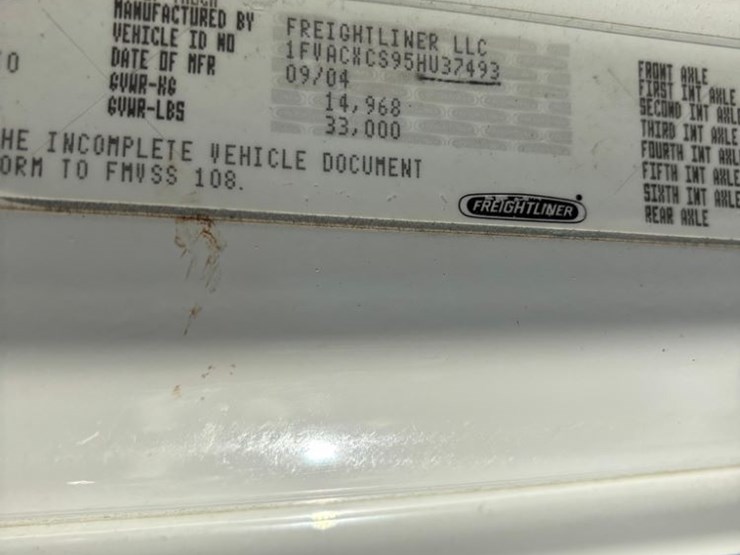 MANUFACTURED BY FREIGHTLINER LLC
VEHICLE ID NO 1FVACXCS95HU37493
DATE OF MFR 09/04
GVWR-KG 14,968
GVWR-LBS 33,000
HE INCOMPLETE VEHICLE DOCUMENT
ORM TO FMVSS 108.
FREIGHTLINER
FRONT AXLE
FIRST INT AXLE
SECOND INT AXLE
THIRD INT AXLE
FOURTH INT AXL
FIFTH INT AXLE
SIXTH INT AXLE
REAR AXLE